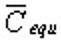 C̅ equ